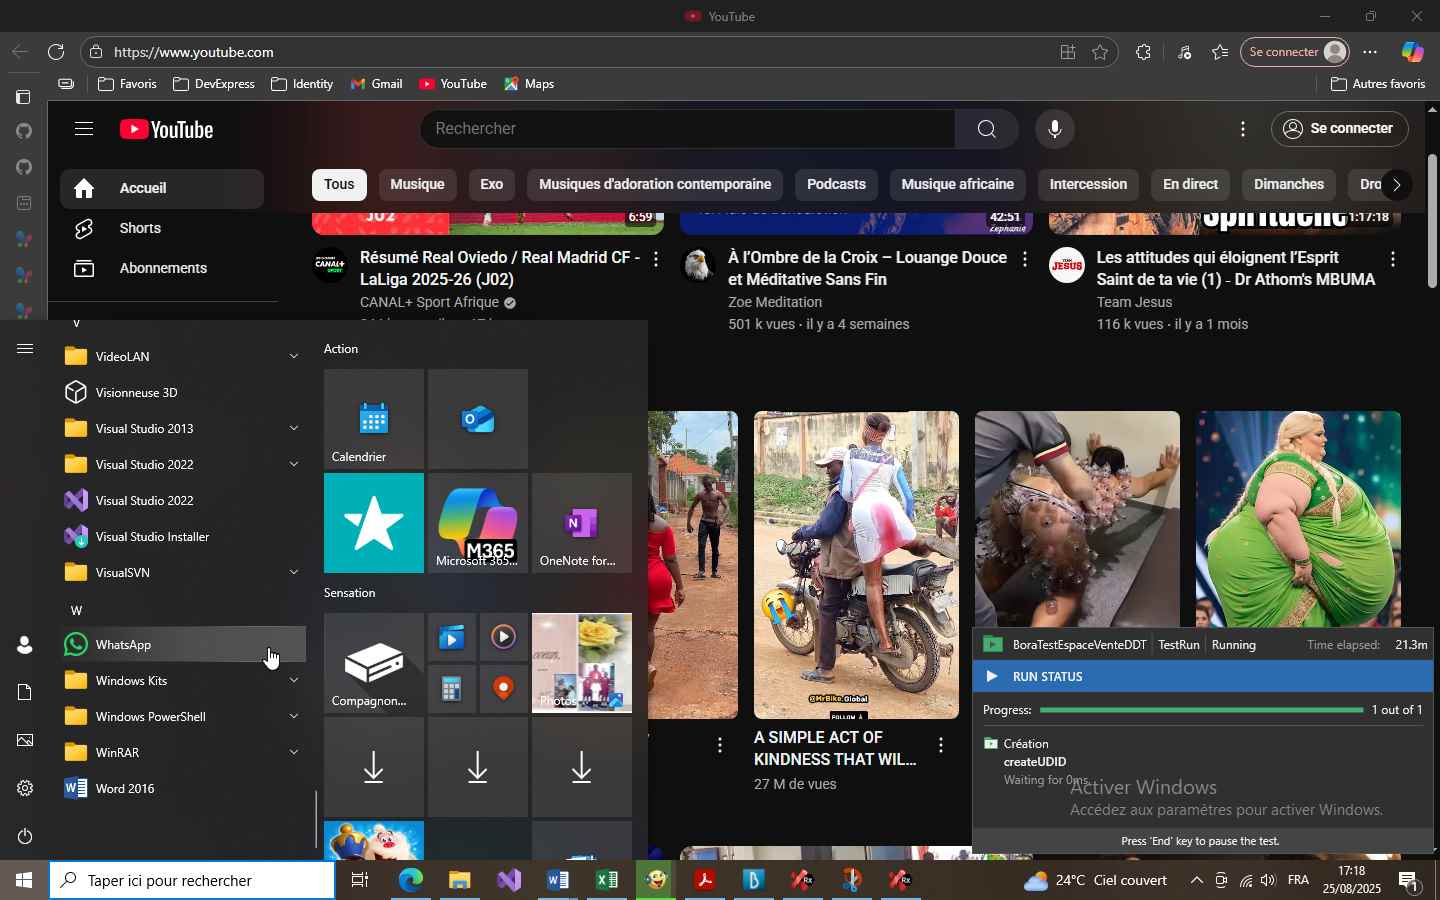 YouTube
https://www.youtube.com
Se connecter
Favoris
DevExpress
Identity
Gmail
YouTube
Maps
Autres favoris
YouTube
Rechercher
Se connecter
Accueil
Shorts
Abonnements
Tous
Musique
Exo
Musiques d'adoration contemporaine
Podcasts
Musique africaine
Intercession
En direct
Dimanches
Dro
J02
6:59
42:51
Zéphanie
Spirituelle
1:17:18
CANAL+
Résumé Real Oviedo / Real Madrid CF -
LaLiga 2025-26 (J02)
CANAL+ Sport Afrique
À l'Ombre de la Croix – Louange Douce
et Méditative Sans Fin
Zoe Meditation
501 k vues · il y a 4 semaines
JESUS
Les attitudes qui éloignent l'Esprit
Saint de ta vie (1) - Dr Athom's MBUMA
Team Jesus
116 k vues · il y a 1 mois
V
VideoLAN
Visionneuse 3D
Visual Studio 2013
Visual Studio 2022
Visual Studio 2022
Visual Studio Installer
VisualSVN
W
WhatsApp
Windows Kits
Windows PowerShell
WinRAR
Word 2016
Action
Calendrier
M365
Microsoft 365...
OneNote for...
Sensation
Compagnon...
Photos
@MrBike.Global
FOLLOW
A SIMPLE ACT OF
KINDNESS THAT WIL...
27 M de vues
BoraTestEspaceVenteDDT
TestRun
Running
Time elapsed:
21.3m
RUN STATUS
Progress:
1 out of 1
Création
createUDID
Waiting for 0ms
Activer Windows
Accédez aux paramètres pour activer Windows.
Press 'End' key to pause the test.
Taper ici pour rechercher
24°C Ciel couvert
FRA
17:18
25/08/2025
1